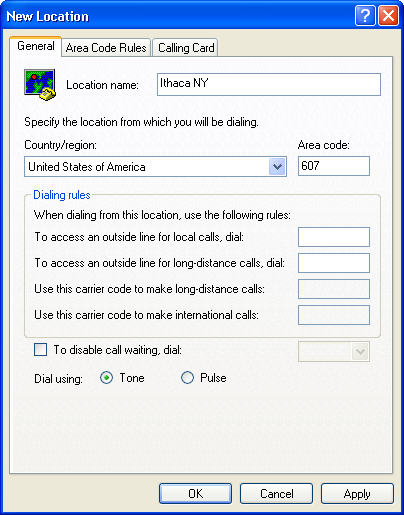 New Location
General Area Code Rules Calling Card
Location name: Ithaca NY
Specify the location from which you will be dialing.
Country/region: Area code:
United States of America 607
Dialing rules
When dialing from this location, use the following rules:
To access an outside line for local calls, dial:
To access an outside line for long-distance calls, dial:
Use this carrier code to make long-distance calls:
Use this carrier code to make international calls:
To disable call waiting, dial:
Dial using: Tone Pulse
OK Cancel Apply